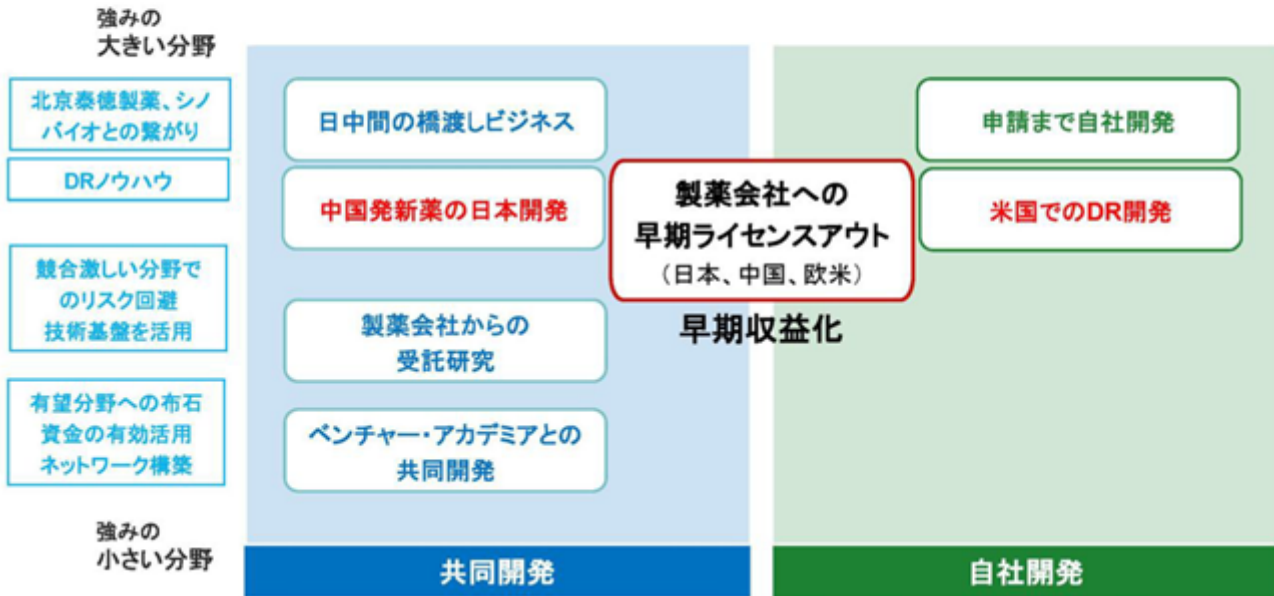 強みの
大きい分野
北京泰徳製薬、シノ
バイオとの繋がり
DRノウハウ
競合激しい分野で
のリスク回避
技術基盤を活用
有望分野への布石
資金の有効活用
ネットワーク構築
強みの
小さい分野
日中間の橋渡しビジネス
中国発新薬の日本開発
製薬会社からの
受託研究
ベンチャー・アカデミアとの
共同開発
共同開発
製薬会社への
早期ライセンスアウト
（日本、中国、欧米）
早期収益化
申請まで自社開発
米国でのDR開発
自社開発